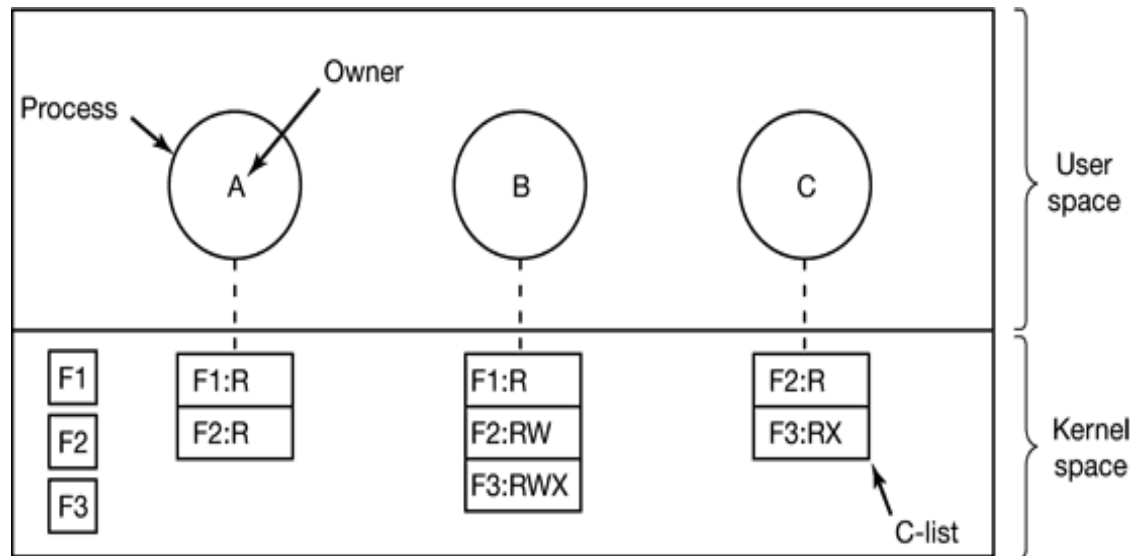 Owner
Process
A
B
C
User
space
F1
F2
F3
F1:R
F2:R
F1:R
F2:RW
F3:RWX
F2:R
F3:RX
C-list
Kernel
space